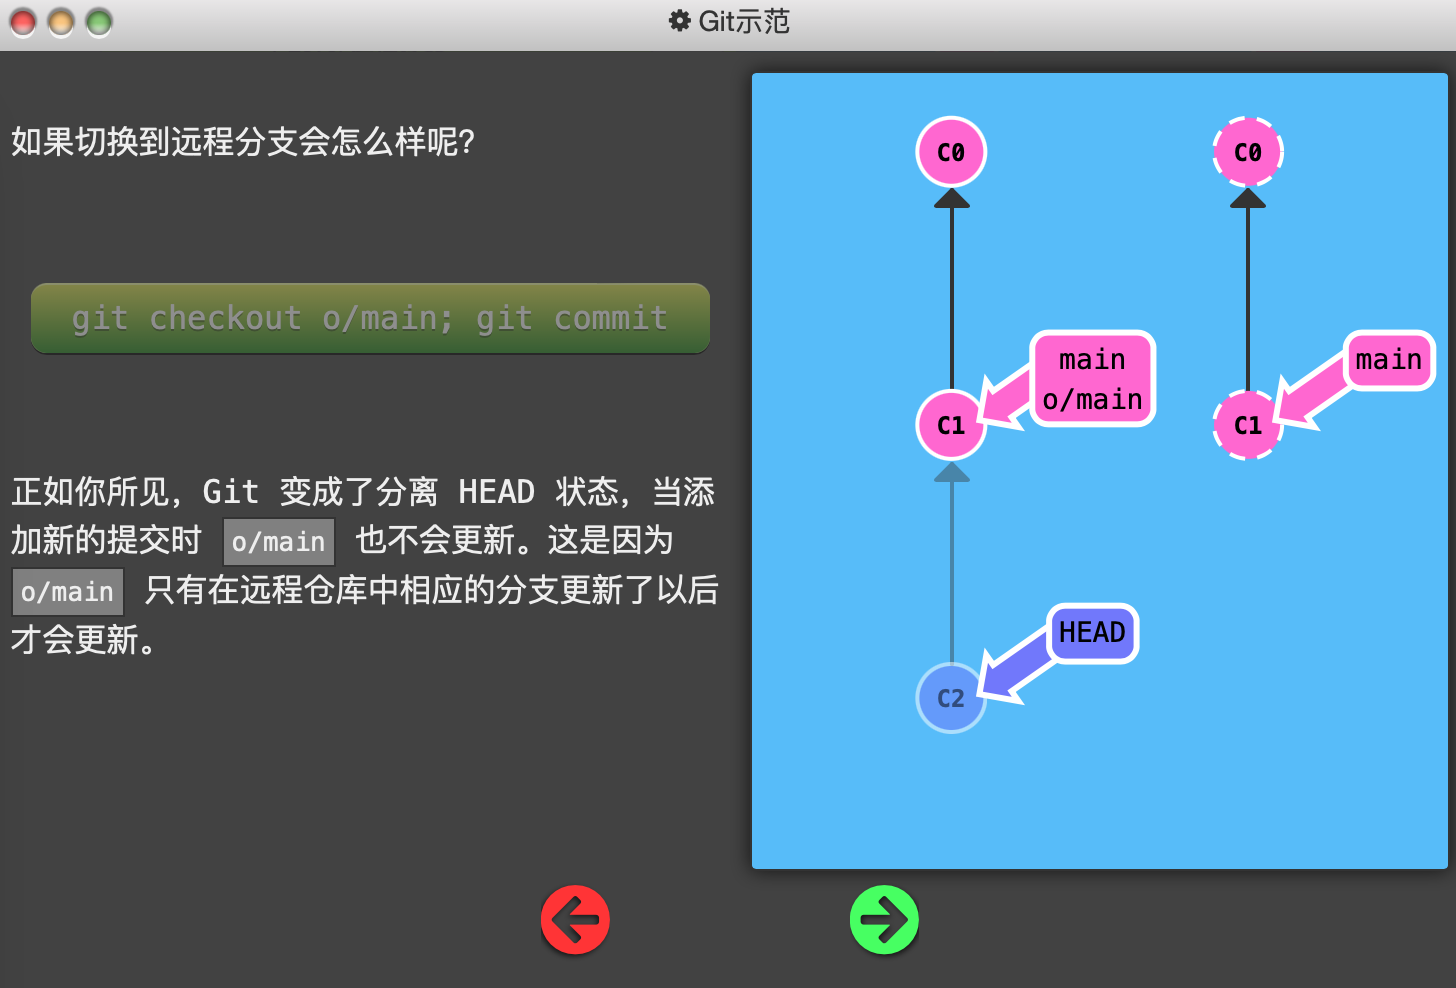 Git示范
如果切换到远程分支会怎么样呢？
git checkout o/main; git commit
正如你所见，Git 变成了分离 HEAD 状态，当添
加新的提交时 o/main 也不会更新。这是因为
o/main 只有在远程仓库中相应的分支更新了以后
才会更新。
C0
C0
main
o/main
main
C1
C1
HEAD
C2